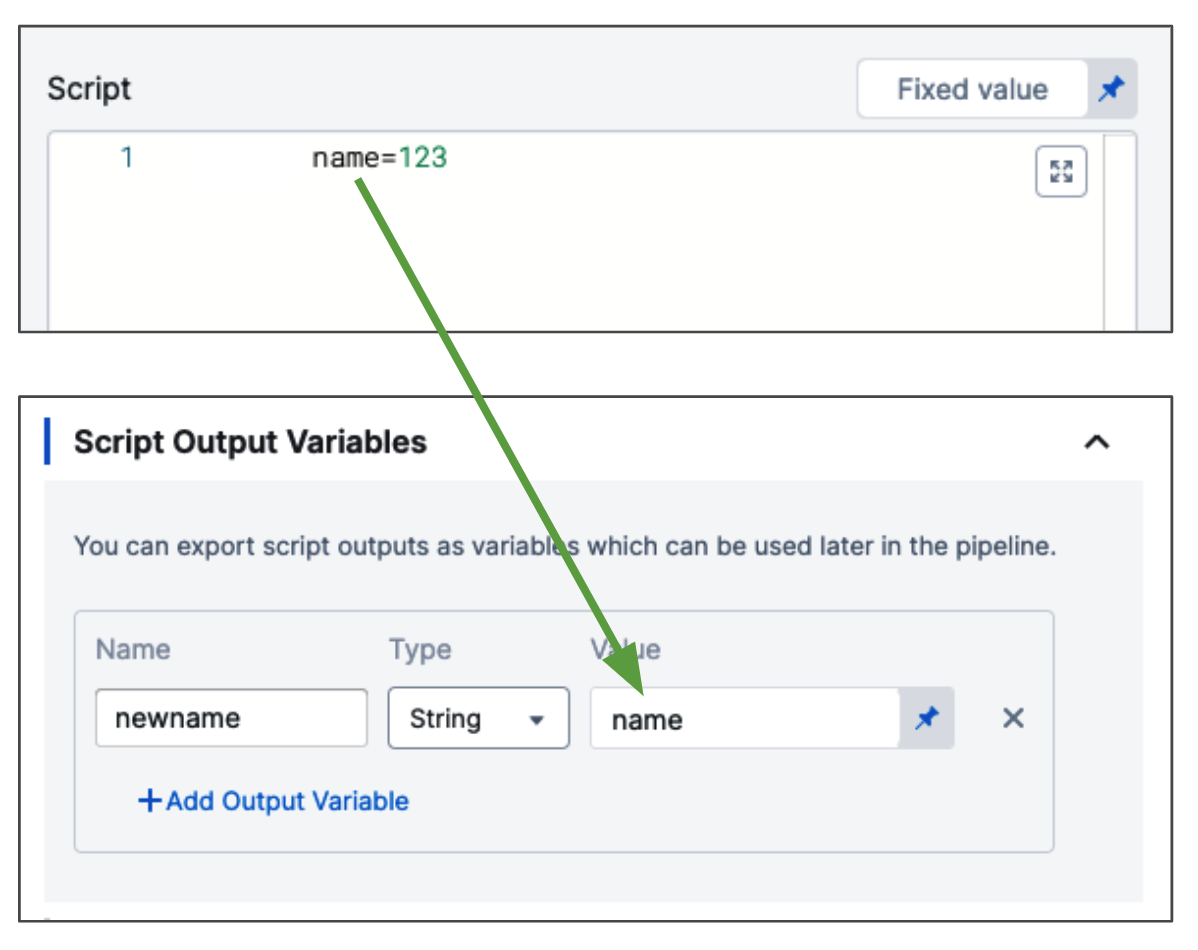 Script
Fixed value
1 name=123
Script Output Variables
You can export script outputs as variables which can be used later in the pipeline.
Name Type Value
newname String name
+Add Output Variable